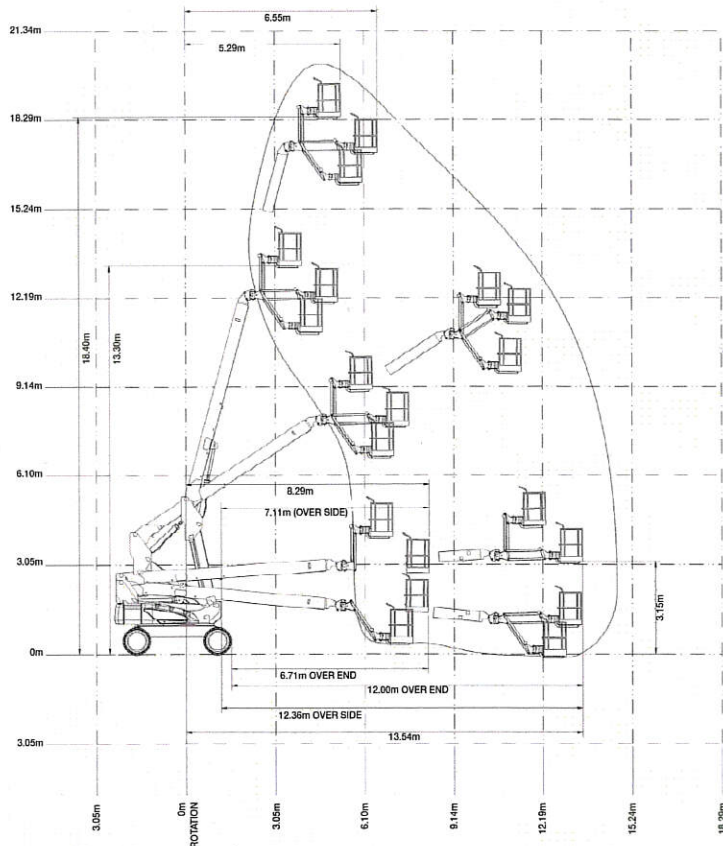 6.55m
5.29m
21.34m
18.29m
15.24m
12.19m
9.14m
6.10m
3.05m
0m
3.05m
18.40m
13.30m
8.29m
7.11m (OVER SIDE)
3.15m
6.71m OVER END
12.00m OVER END
12.36m OVER SIDE
13.54m
3.05m
0m
ROTATION
3.05m
6.10m
9.14m
12.19m
15.24m
18.29m